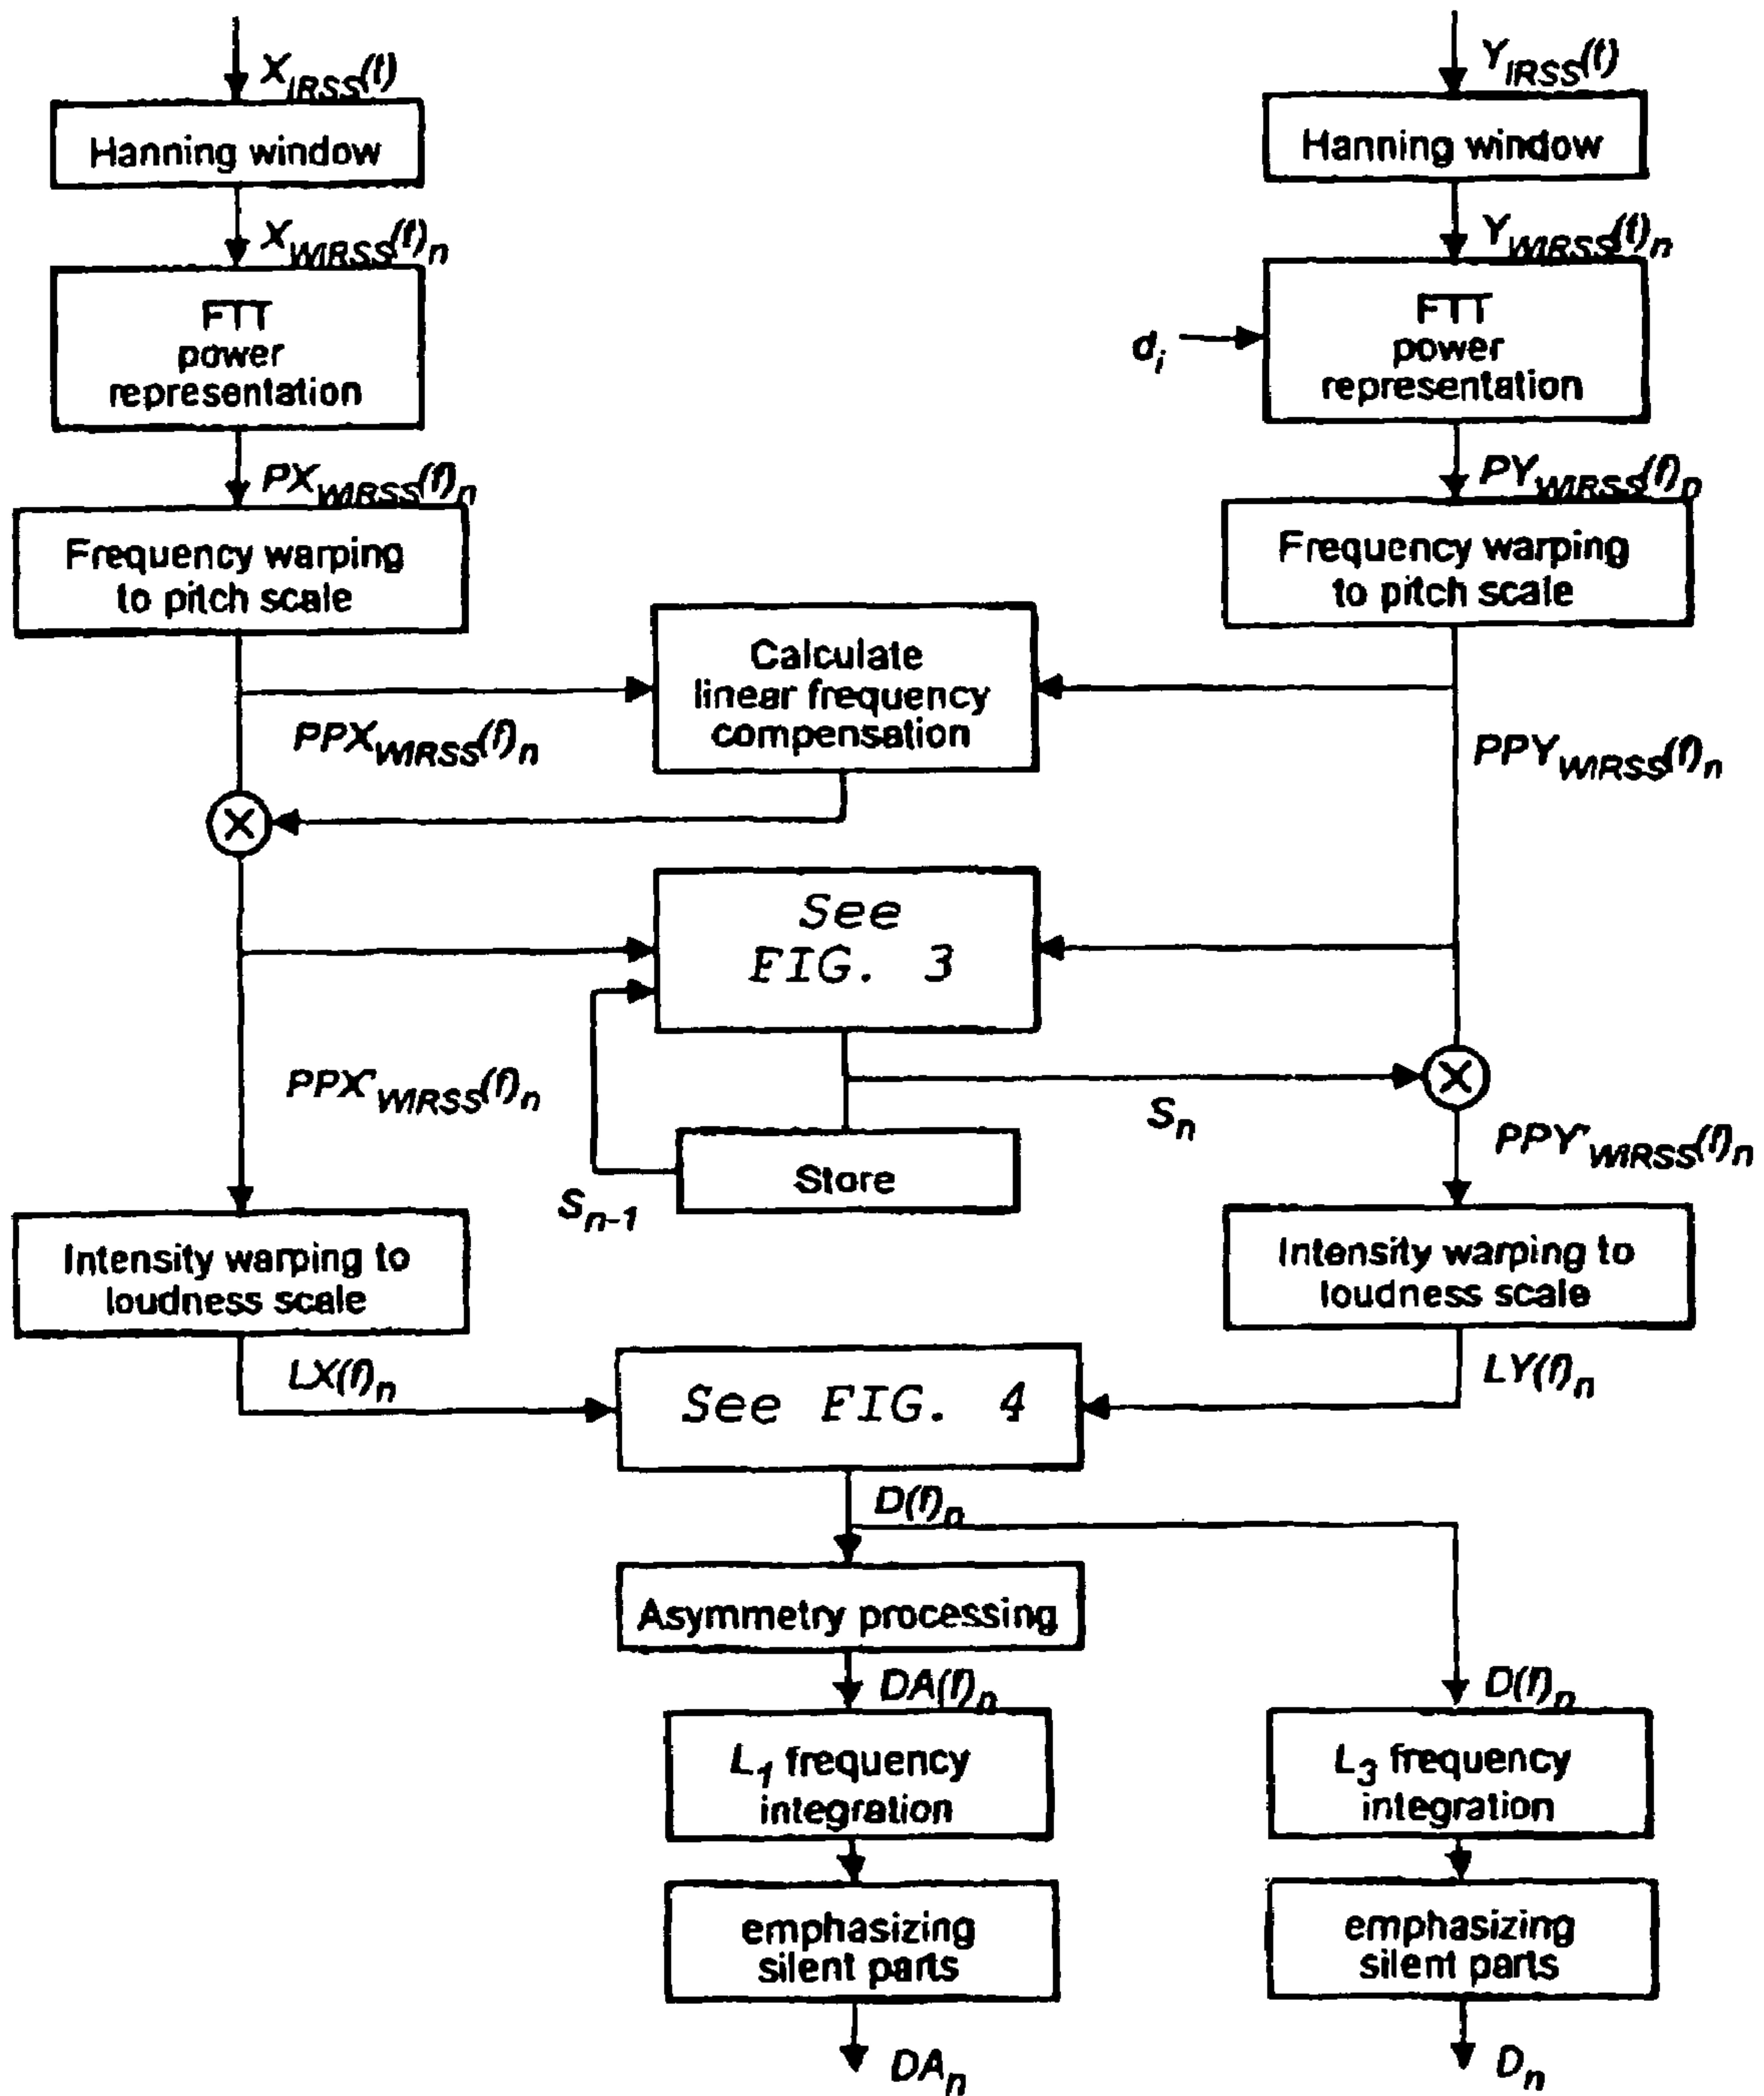 X_IRSS(t)
Y_IRSS(t)
Hanning window
Hanning window
X_WIRSS(t)_n
Y_WIRSS(t)_n
FTT
power
representation
d_i
FTT
power
representation
PX_WIRSS(f)_n
PY_WIRSS(f)_n
Frequency warping
to pitch scale
Frequency warping
to pitch scale
Calculate
linear frequency
compensation
PPX_WIRSS(f)_n
PPY_WIRSS(f)_n
See
FIG. 3
PPX'_WIRSS(f)_n
S_n
PPY'_WIRSS(f)_n
Store
S_n-1
Intensity warping to
loudness scale
Intensity warping to
loudness scale
LX(f)_n
See FIG. 4
LY(f)_n
D(f)_n
Asymmetry processing
DA(f)_n
D(f)_n
L_1 frequency
integration
L_3 frequency
integration
emphasizing
silent parts
emphasizing
silent parts
DA_n
D_n